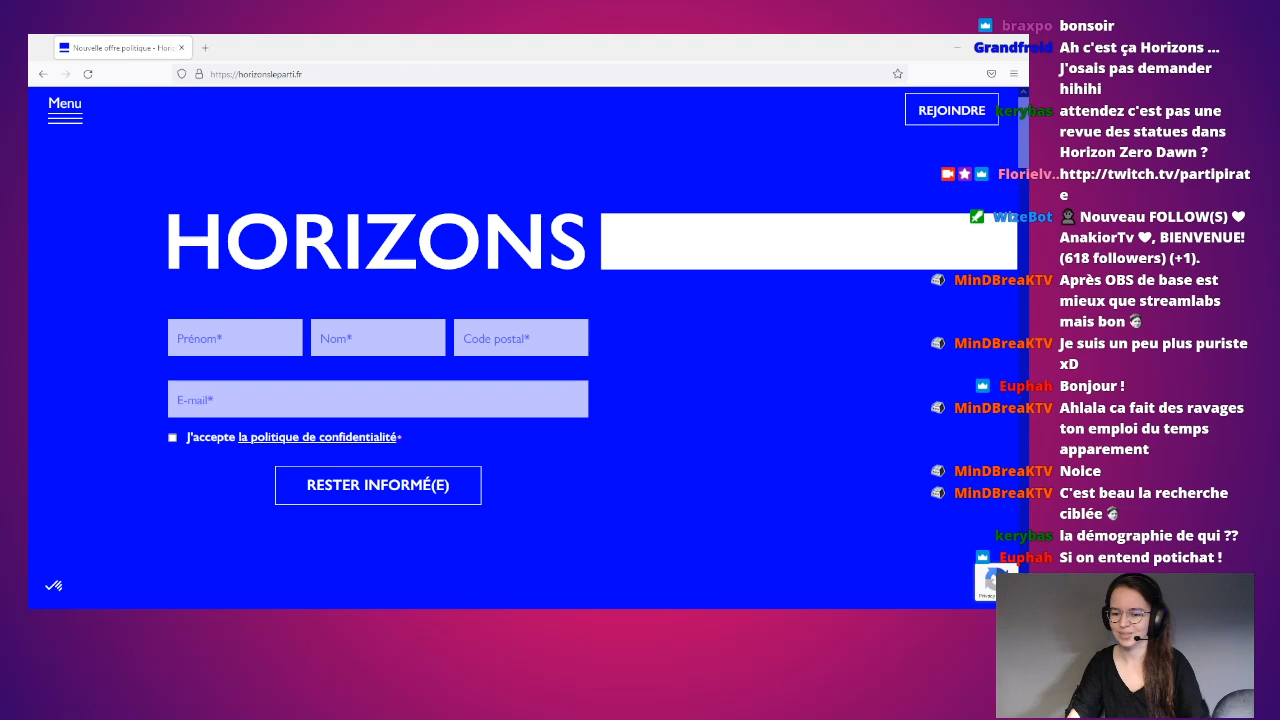 Nouvelle offre politique - Horiz
https://horizonsleparti.fr
Menu
REJOINDRE
HORIZONS
Prénom*
Nom*
Code postal*
E-mail*
J'accepte la politique de confidentialité*
RESTER INFORMÉ(E)
braxpo bonsoir
Grandfroid Ah c'est ça Horizons ...
J'osais pas demander
hihihi
kerybas attendez c'est pas une
revue des statues dans
Horizon Zero Dawn ?
Florielv... http://twitch.tv/partipirat
e
WizeBot Nouveau FOLLOW(S) ❤
AnakiorTv ❤, BIENVENUE!
(618 followers) (+1).
MinDBreaKTV Après OBS de base est
mieux que streamlabs
mais bon
MinDBreaKTV Je suis un peu plus puriste
xD
Euphah Bonjour !
MinDBreaKTV Ahlala ca fait des ravages
ton emploi du temps
apparement
MinDBreaKTV Noice
MinDBreaKTV C'est beau la recherche
ciblée
kerybas la démographie de qui ??
Euphah Si on entend potichat !